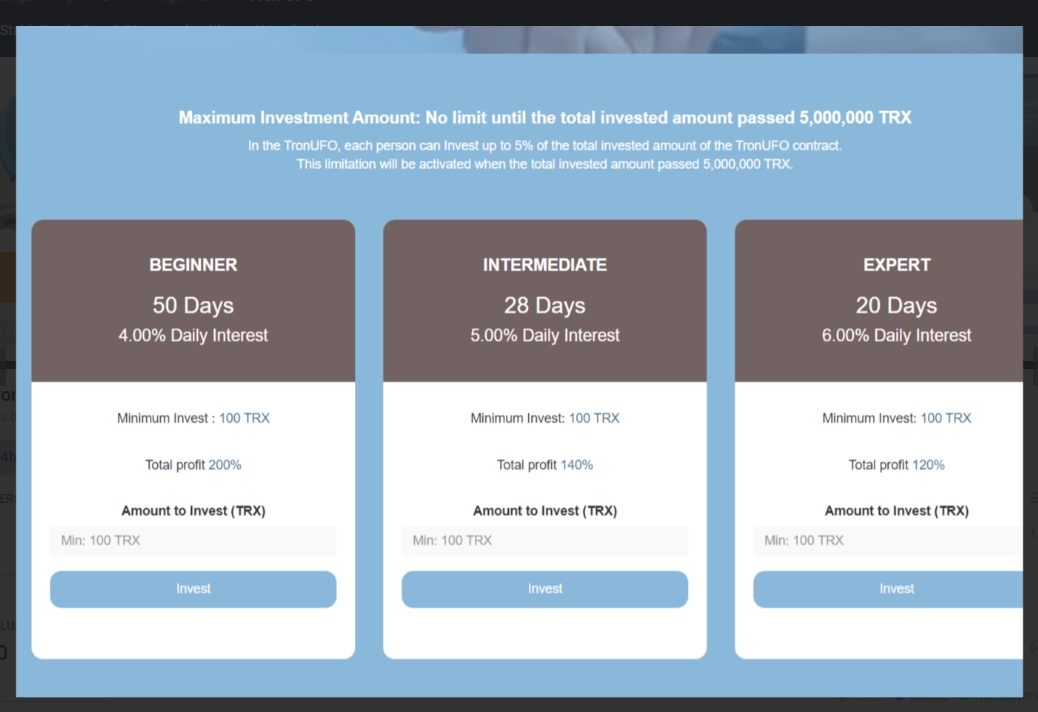 Maximum Investment Amount: No limit until the total invested amount passed 5,000,000 TRX
In the TronUFO, each person can Invest up to 5% of the total invested amount of the TronUFO contract.
This limitation will be activated when the total invested amount passed 5,000,000 TRX.
BEGINNER
50 Days
4.00% Daily Interest
Minimum Invest : 100 TRX
Total profit 200%
Amount to Invest (TRX)
Min: 100 TRX
Invest
INTERMEDIATE
28 Days
5.00% Daily Interest
Minimum Invest: 100 TRX
Total profit 140%
Amount to Invest (TRX)
Min: 100 TRX
Invest
EXPERT
20 Days
6.00% Daily Interest
Minimum Invest: 100 TRX
Total profit 120%
Amount to Invest (TRX)
Min: 100 TRX
Invest